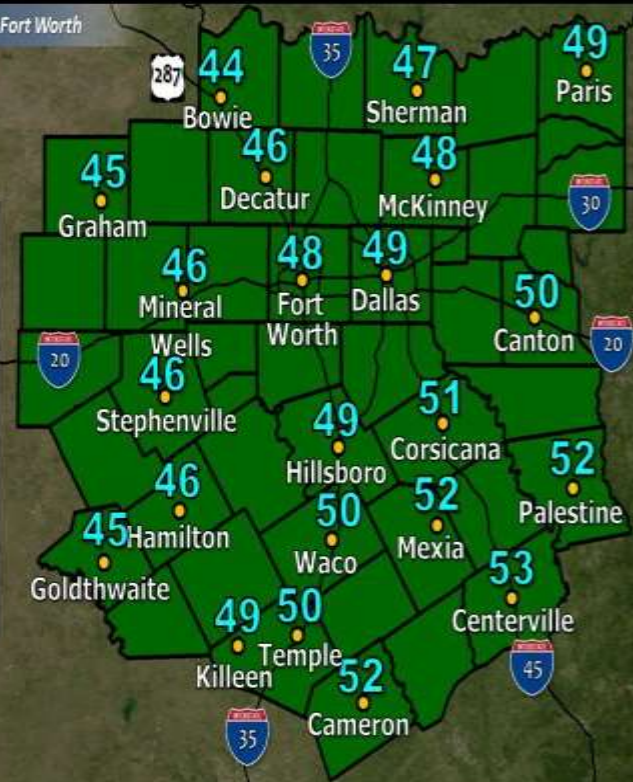 Fort Worth
35
49
Paris
287
44
Bowie
47
Sherman
46
Decatur
48
McKinney
45
Graham
30
46
Mineral
Wells
48
Fort
Worth
49
Dallas
50
Canton
20
20
46
Stephenville
49
Hillsboro
51
Corsicana
52
Palestine
46
Hamilton
50
Waco
52
Mexia
45
Goldthwaite
53
Centerville
49
Killeen
50
Temple
52
Cameron
45
35